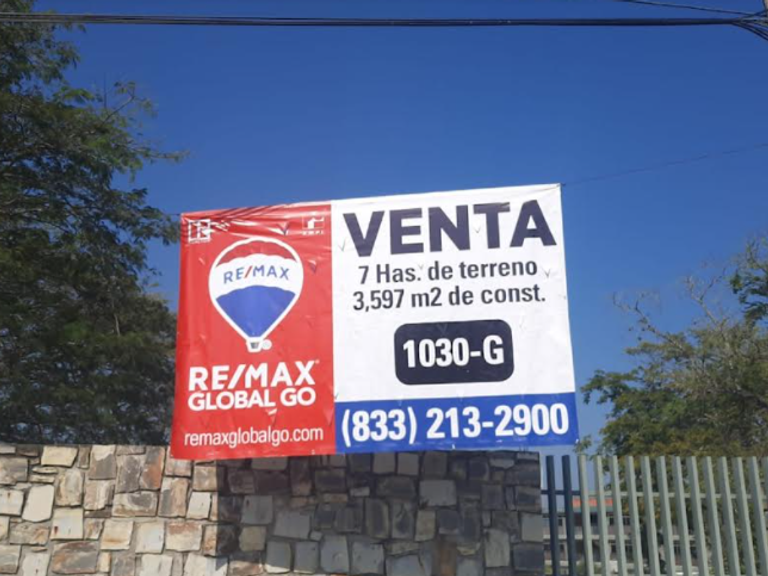 RE/MAX
RE/MAX
GLOBAL GO
remaxglobalgo.com
VENTA
7 Has. de terreno
3,597 m2 de const.
1030-G
(833) 213-2900